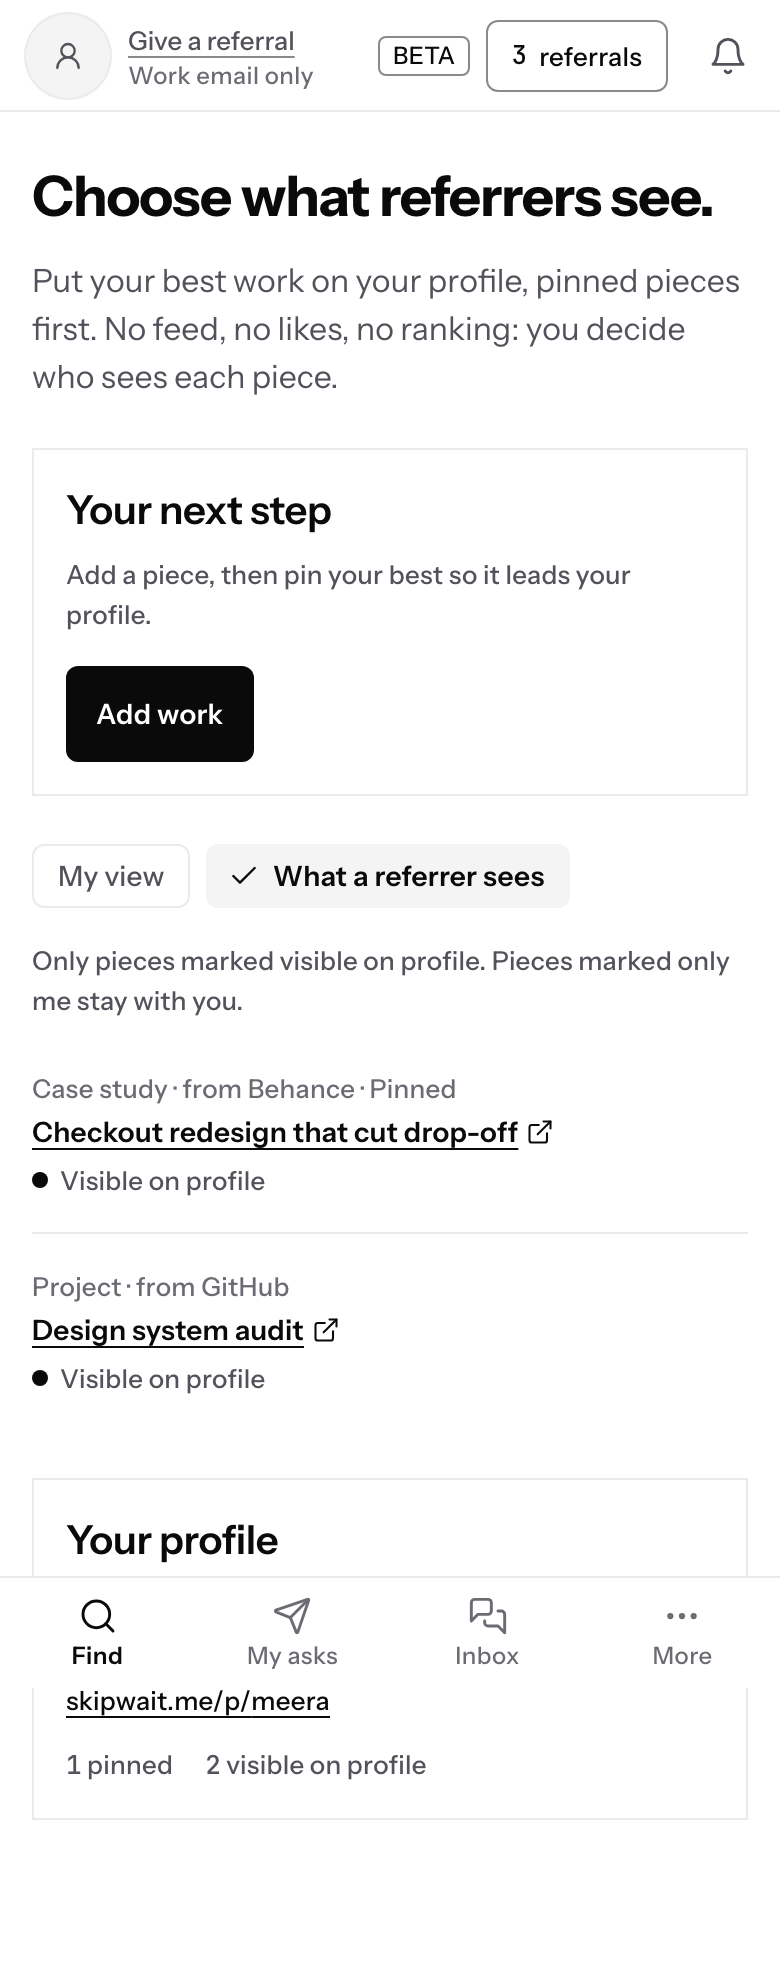 Give a referral
Work email only
BETA
3 referrals
Choose what referrers see.
Put your best work on your profile, pinned pieces
first. No feed, no likes, no ranking: you decide
who sees each piece.
Your next step
Add a piece, then pin your best so it leads your
profile.
Add work
My view
What a referrer sees
Only pieces marked visible on profile. Pieces marked only
me stay with you.
Case study · from Behance · Pinned
Checkout redesign that cut drop-off
Visible on profile
Project · from GitHub
Design system audit
Visible on profile
Your profile
Find
My asks
Inbox
More
skipwait.me/p/meera
1 pinned
2 visible on profile